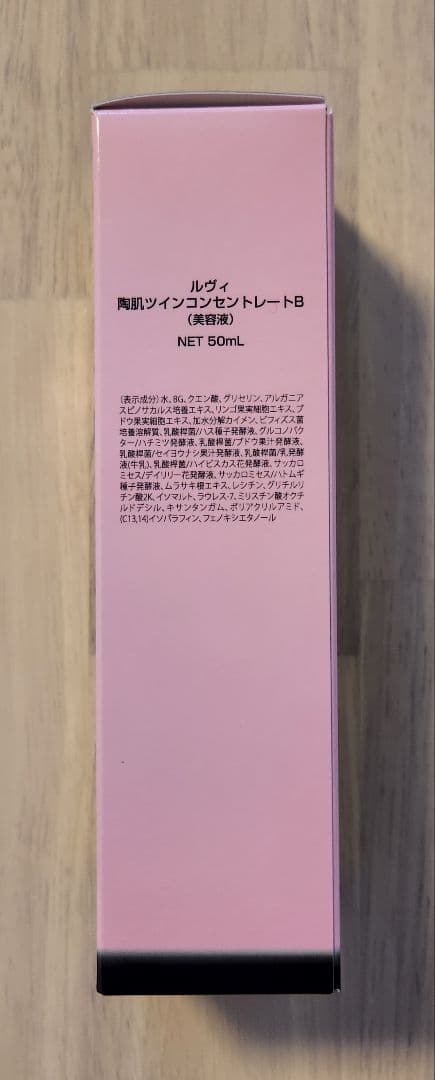 ルヴィ
陶肌ツインコンセントレートB
(美容液)
NET 50mL
(表示成分)水、BG、クエン酸、グリセリン、アルガニア
スピノサカルス培養エキス、リンゴ果実細胞エキス、ブ
ドウ果実細胞エキス、加水分解カイメン、ビフィズス菌
培養溶解質、乳酸桿菌/ハス種子発酵液、グルコノバク
ター/ハチミツ発酵液、乳酸桿菌/ブドウ果汁発酵液、
乳酸桿菌/セイヨウナシ果汁発酵液、乳酸桿菌/乳発酵
液(牛乳)、乳酸桿菌/ハイビスカス花発酵液、サッカロ
ミセス/デイリリー花発酵液、サッカロミセス/ハトムギ
種子発酵液、ムラサキ根エキス、レシチン、グリチルリ
チン酸2K、イソマルト、ラウレス-7、ミリスチン酸オクチ
ルドデシル、キサンタンガム、ポリアクリルアミド、
(C13,14)イソパラフィン、フェノキシエタノール